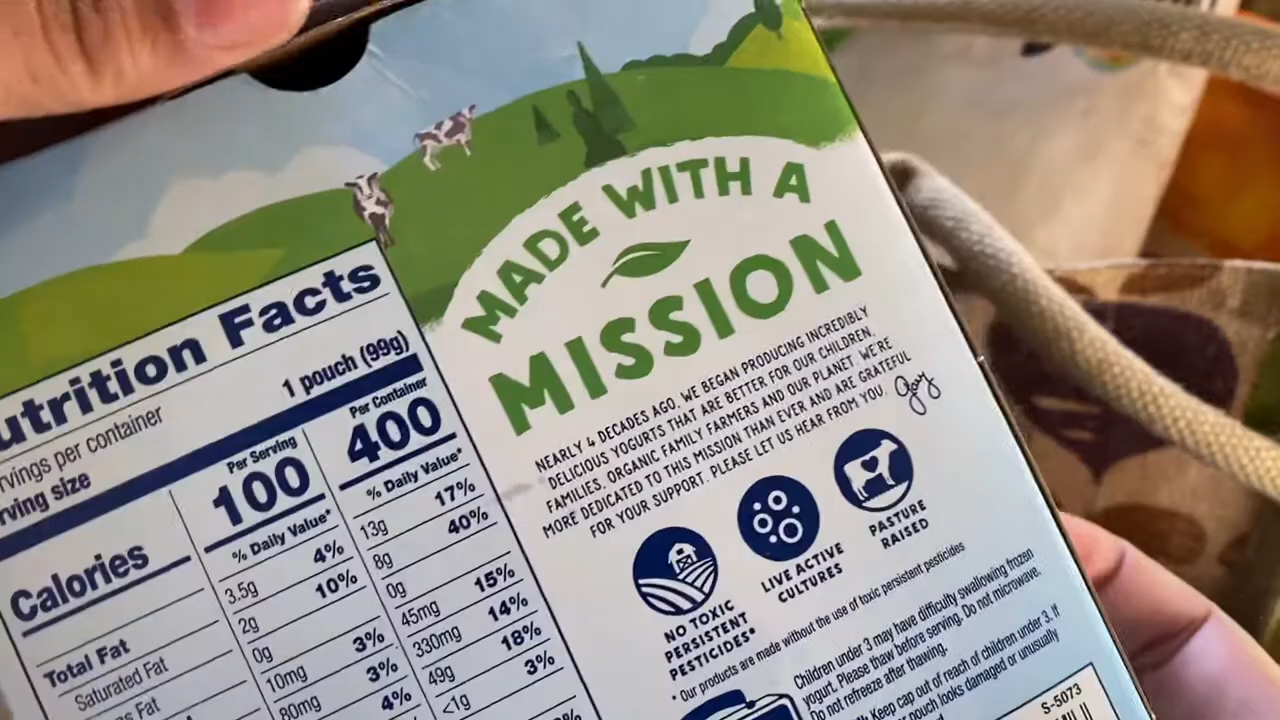 MADE WITH A
MISSION
NEARLY 4 DECADES AGO, WE BEGAN PRODUCING INCREDIBLY
DELICIOUS YOGURTS THAT ARE BETTER FOR OUR CHILDREN,
FAMILIES, ORGANIC FAMILY FARMERS AND OUR PLANET. WE'RE
MORE DEDICATED TO THIS MISSION THAN EVER AND ARE GRATEFUL
FOR YOUR SUPPORT. PLEASE LET US HEAR FROM YOU. Gary
NO TOXIC
PERSISTENT
PESTICIDES*
LIVE ACTIVE
CULTURES
PASTURE
RAISED
* Our products are made without the use of toxic persistent pesticides
Children under 3 may have difficulty swallowing frozen
yogurt. Please thaw before serving. Do not microwave.
Do not refreeze after thawing.
Keep cap out of reach of children under 3. If
pouch looks damaged or unusually
S-5073
utrition Facts
rvings per container
rving size 1 pouch (99g)
Per Serving Per Container
Calories 100 400
% Daily Value* % Daily Value*
Total Fat 3.5g 4% 13g 17%
Saturated Fat 2g 10% 8g 40%
Fat 0g 0g
10mg 3% 45mg 15%
80mg 3% 330mg 14%
4% 49g 18%
<1g 3%